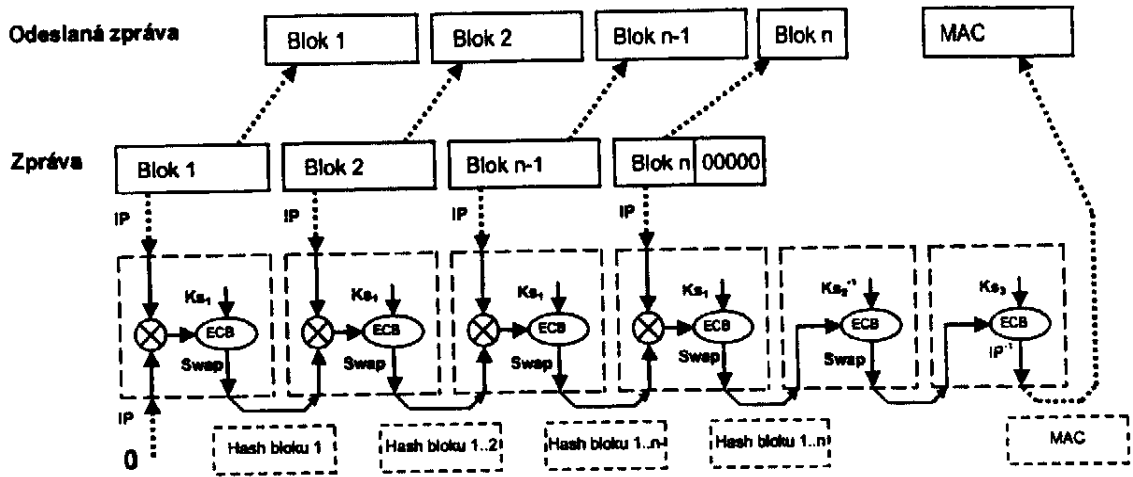 Odeslaná zpráva Blok 1 Blok 2 Blok n-1 Blok n MAC
Zpráva Blok 1 Blok 2 Blok n-1 Blok n 00000
IP IP IP IP
Ks1 Ks1 Ks1 Ks1 Ks2-1 Ks3
ECB ECB ECB ECB ECB ECB
Swap Swap Swap Swap Swap IP-1
IP
0
Hash bloku 1 Hash bloku 1..2 Hash bloku 1..n- Hash bloku 1..n MAC